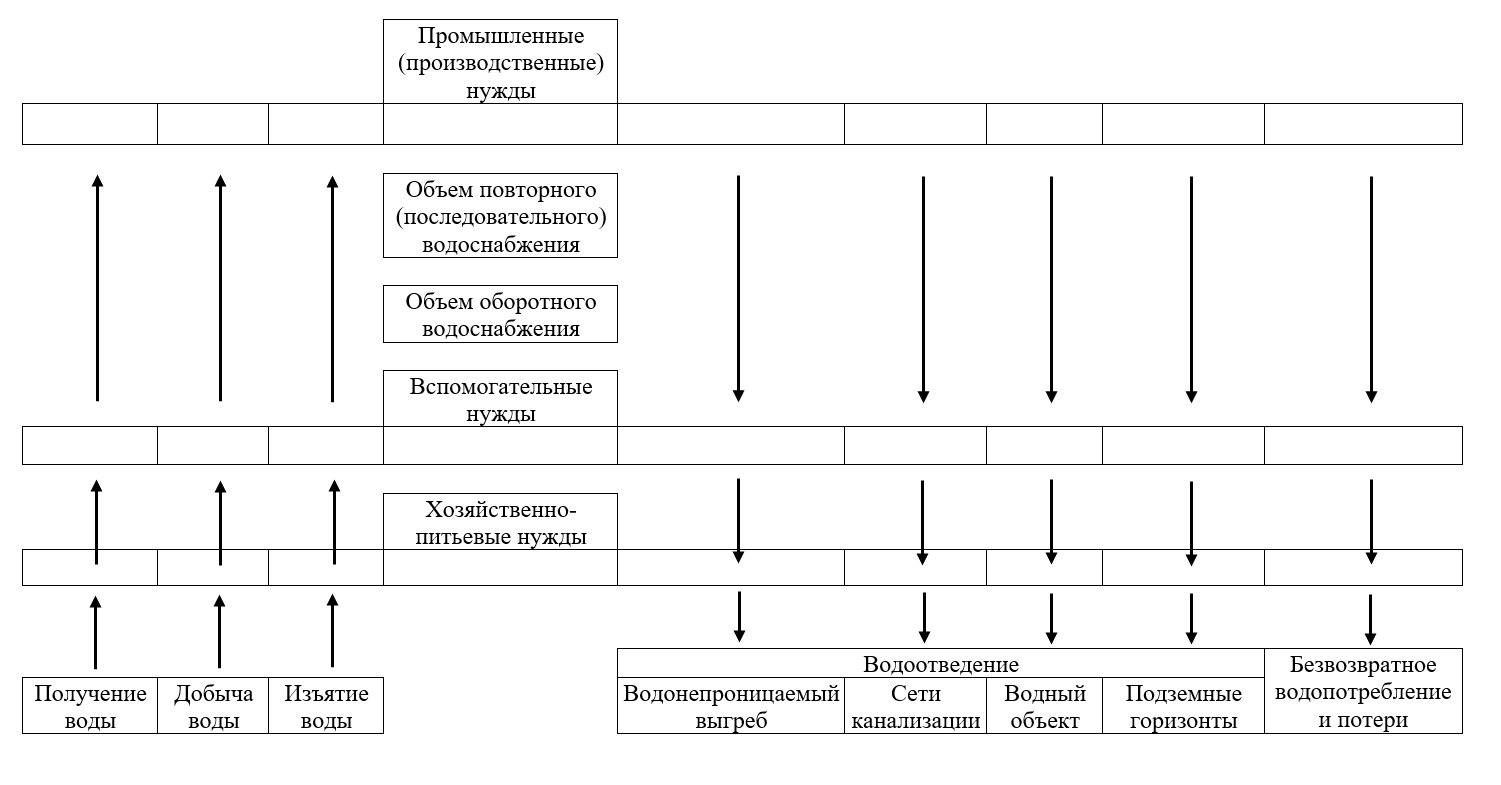 Промышленные
(производственные)
нужды
Объем повторного
(последовательного)
водоснабжения
Объем оборотного
водоснабжения
Вспомогательные
нужды
Хозяйственно-
питьевые нужды
Водоотведение
Получение
воды
Добыча
воды
Изъятие
воды
Водонепроницаемый
выгреб
Сети
канализации
Водный
объект
Подземные
горизонты
Безвозвратное
водопотребление
и потери